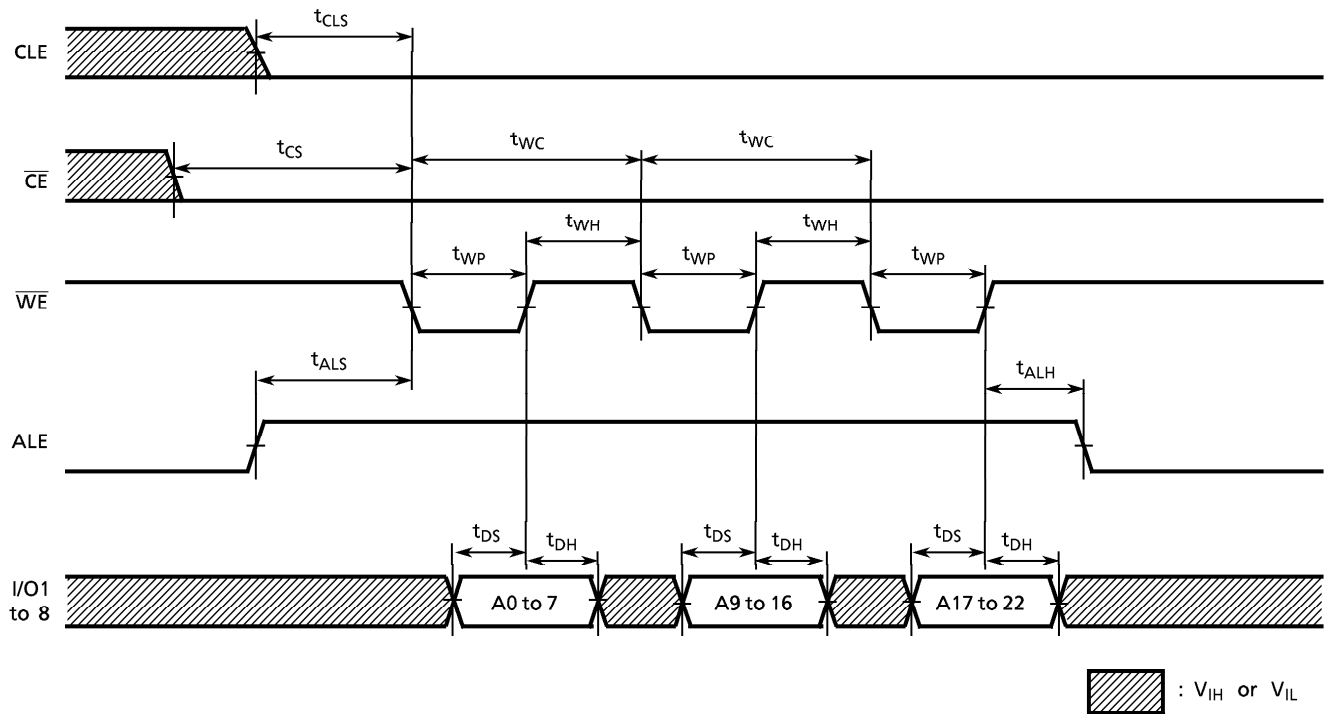 CLE
tCLS
CE
tCS
tWC
tWC
WE
tWP
tWH
tWP
tWH
tWP
ALE
tALS
tALH
I/O1
to 8
tDS
tDH
tDS
tDH
tDS
tDH
A0 to 7
A9 to 16
A17 to 22
: VIH or VIL